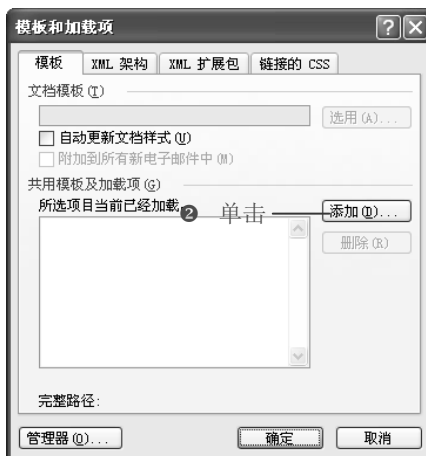 模板和加载项
模板 XML 架构 XML 扩展包 链接的 CSS
文档模板(T)
选用(A)...
自动更新文档样式(U)
附加到所有新电子邮件中(M)
共用模板及加载项(G)
所选项目当前已经加载。
❷ 单击
添加(D)...
删除(R)
完整路径:
管理器(O)... 确定 取消